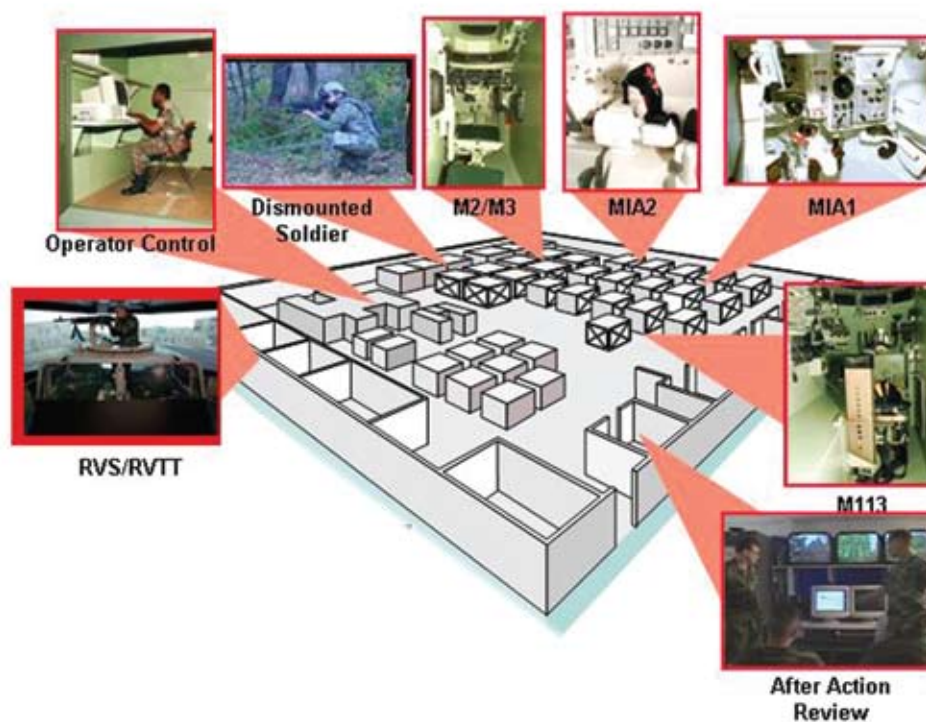 M2/M3
MIA2
MIA1
Dismounted
Soldier
Operator Control
RVS/RVTT
M113
After Action
Review